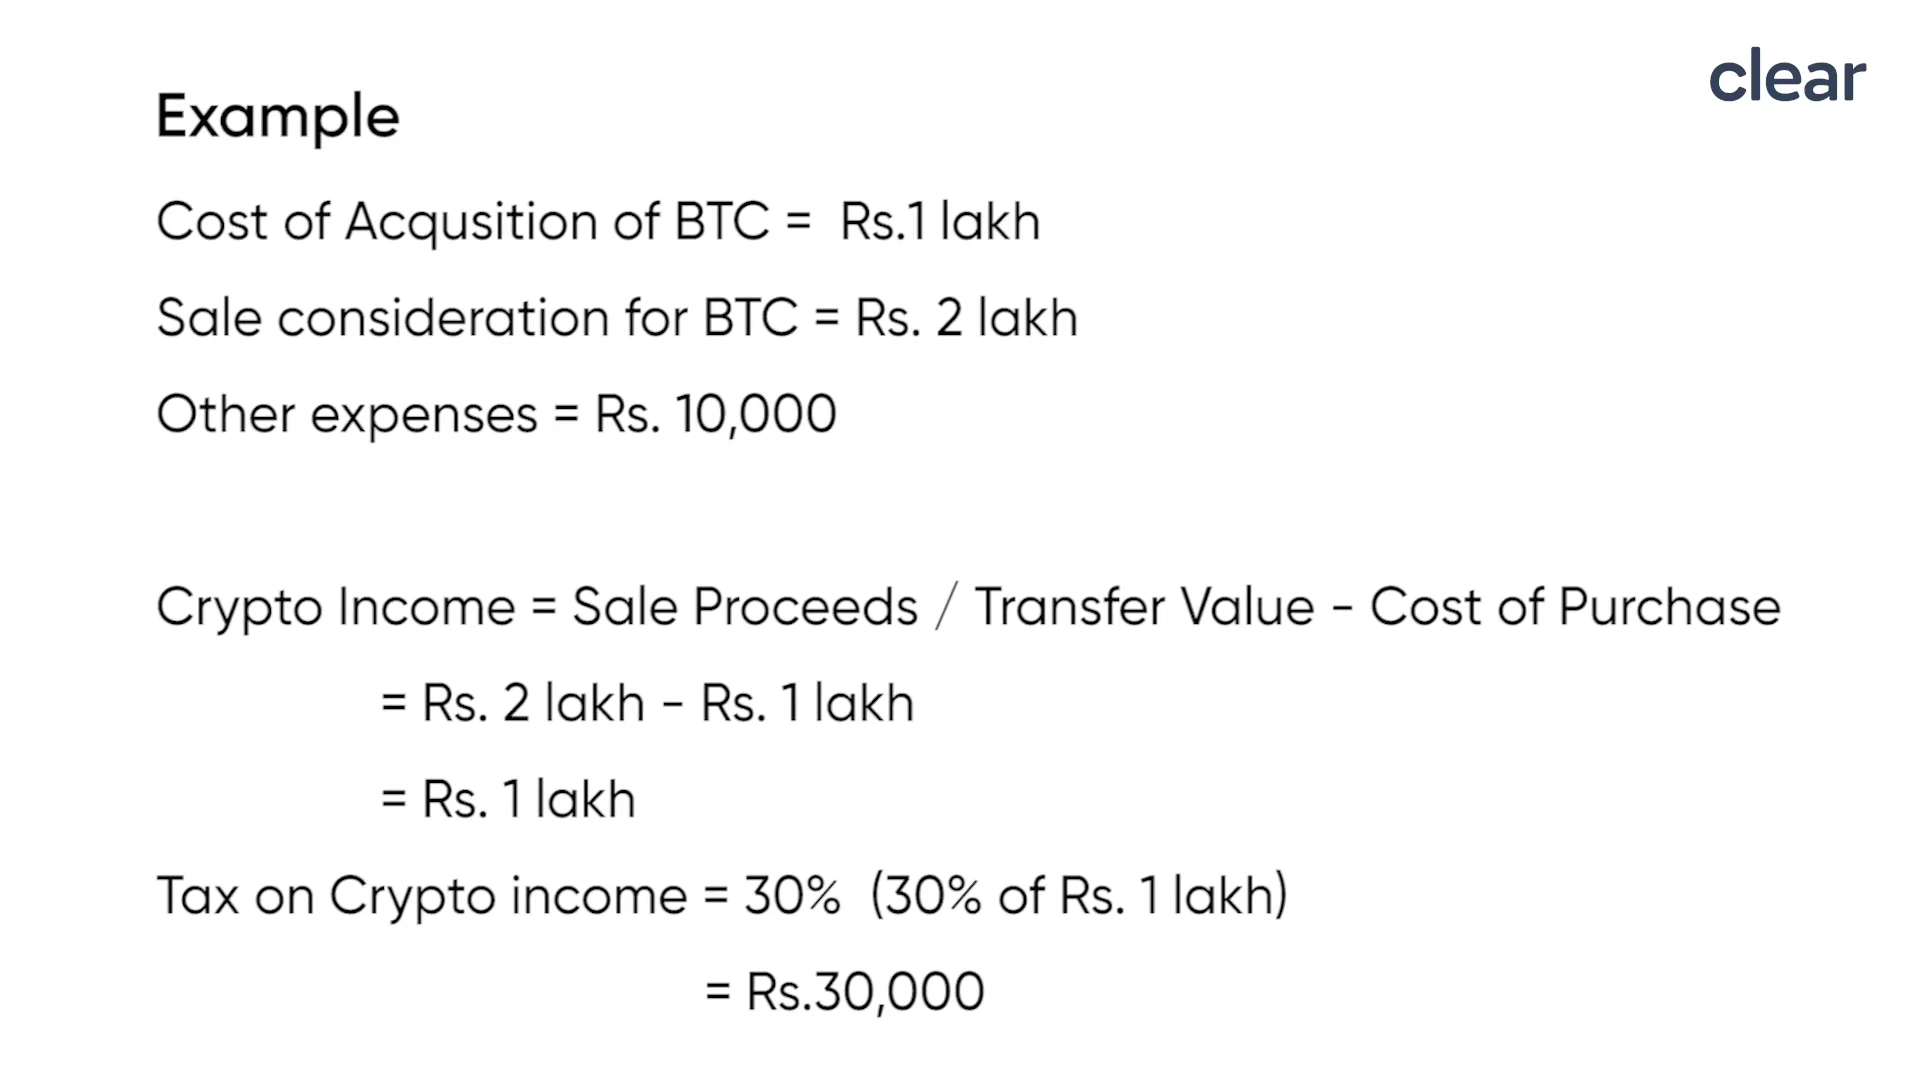 clear
Example
Cost of Acqusition of BTC = Rs.1 lakh
Sale consideration for BTC = Rs. 2 lakh
Other expenses = Rs. 10,000
Crypto Income = Sale Proceeds / Transfer Value - Cost of Purchase
= Rs. 2 lakh - Rs. 1 lakh
= Rs. 1 lakh
Tax on Crypto income = 30% (30% of Rs. 1 lakh)
= Rs.30,000